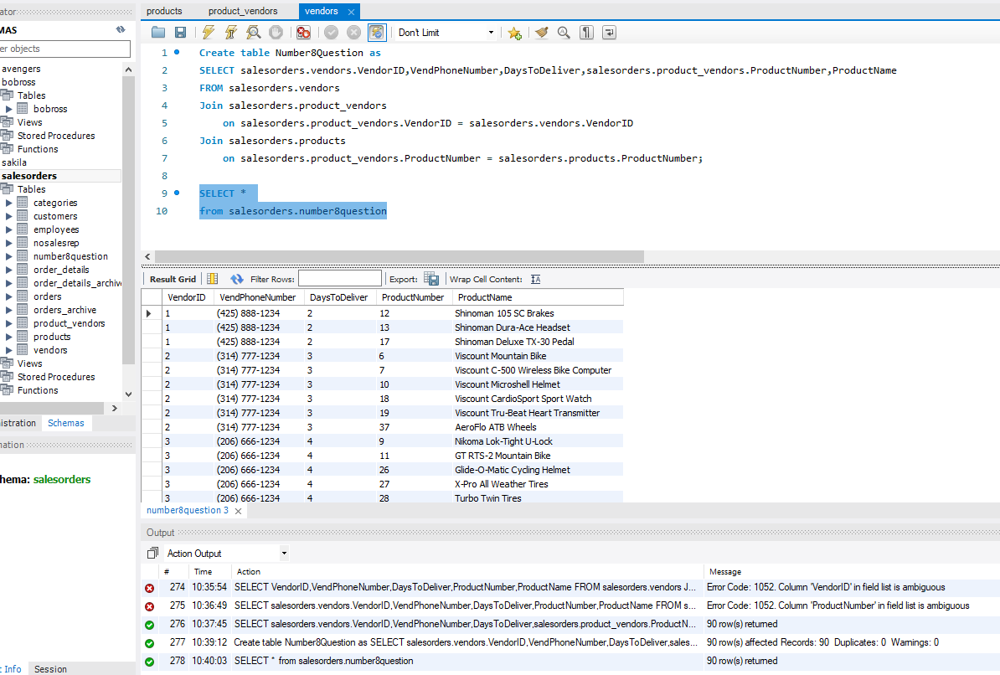 ator
products product_vendors vendors
MAS
er objects
avengers
bobross
Tables
bobross
Views
Stored Procedures
Functions
sakila
salesorders
Tables
categories
customers
employees
nosalesrep
number8question
order_details
order_details_archiv
orders
orders_archive
product_vendors
products
vendors
Views
Stored Procedures
Functions
nistration Schemas
mation
hema: salesorders
t Info Session
Don't Limit
1 Create table Number8Question as
2 SELECT salesorders.vendors.VendorID,VendPhoneNumber,DaysToDeliver,salesorders.product_vendors.ProductNumber,ProductName
3 FROM salesorders.vendors
4 Join salesorders.product_vendors
5 on salesorders.product_vendors.VendorID = salesorders.vendors.VendorID
6 Join salesorders.products
7 on salesorders.product_vendors.ProductNumber = salesorders.products.ProductNumber;
8
9 SELECT *
10 from salesorders.number8question
Result Grid Filter Rows: Export: Wrap Cell Content: IA
VendorID VendPhoneNumber DaysToDeliver ProductNumber ProductName
1 (425) 888-1234 2 12 Shinoman 105 SC Brakes
1 (425) 888-1234 2 13 Shinoman Dura-Ace Headset
1 (425) 888-1234 2 17 Shinoman Deluxe TX-30 Pedal
2 (314) 777-1234 3 6 Viscount Mountain Bike
2 (314) 777-1234 3 7 Viscount C-500 Wireless Bike Computer
2 (314) 777-1234 3 10 Viscount Microshell Helmet
2 (314) 777-1234 3 18 Viscount CardioSport Sport Watch
2 (314) 777-1234 3 19 Viscount Tru-Beat Heart Transmitter
2 (314) 777-1234 3 37 AeroFlo ATB Wheels
3 (206) 666-1234 4 9 Nikoma Lok-Tight U-Lock
3 (206) 666-1234 4 11 GT RTS-2 Mountain Bike
3 (206) 666-1234 4 26 Glide-O-Matic Cycling Helmet
3 (206) 666-1234 4 27 X-Pro All Weather Tires
3 (206) 666-1234 4 28 Turbo Twin Tires
number8question 3
Output
Action Output
# Time Action Message
274 10:35:54 SELECT VendorID,VendPhoneNumber,DaysToDeliver,ProductNumber,ProductName FROM salesorders.vendors J... Error Code: 1052. Column 'VendorID' in field list is ambiguous
275 10:36:49 SELECT salesorders.vendors.VendorID,VendPhoneNumber,DaysToDeliver,ProductNumber,ProductName FROM s... Error Code: 1052. Column 'ProductNumber' in field list is ambiguous
276 10:37:45 SELECT salesorders.vendors.VendorID,VendPhoneNumber,DaysToDeliver,salesorders.product_vendors.ProductN... 90 row(s) returned
277 10:39:12 Create table Number8Question as SELECT salesorders.vendors.VendorID,VendPhoneNumber,DaysToDeliver,sales... 90 row(s) affected Records: 90 Duplicates: 0 Warnings: 0
278 10:40:03 SELECT * from salesorders.number8question 90 row(s) returned